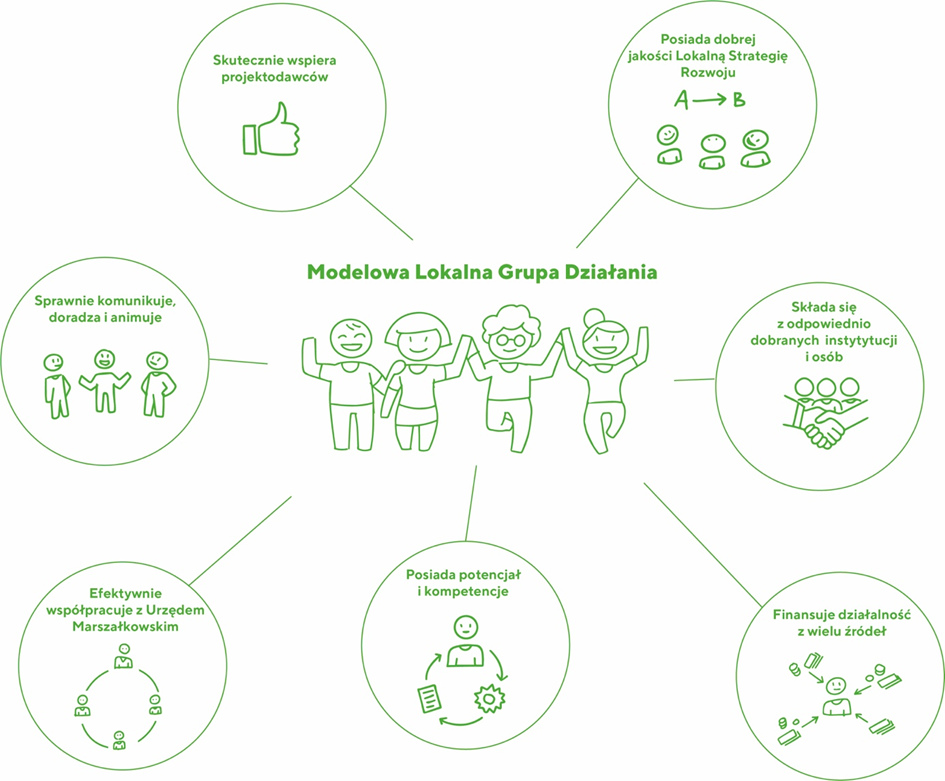 Skutecznie wspiera
projektodawców
Posiada dobrej
jakości Lokalną Strategię
Rozwoju
A → B
Modelowa Lokalna Grupa Działania
Sprawnie komunikuje,
doradza i animuje
Składa się
z odpowiednio
dobranych instytytucji
i osób
Efektywnie
współpracuje z Urzędem
Marszałkowskim
Posiada potencjał
i kompetencje
Finansuje działalność
z wielu źródeł